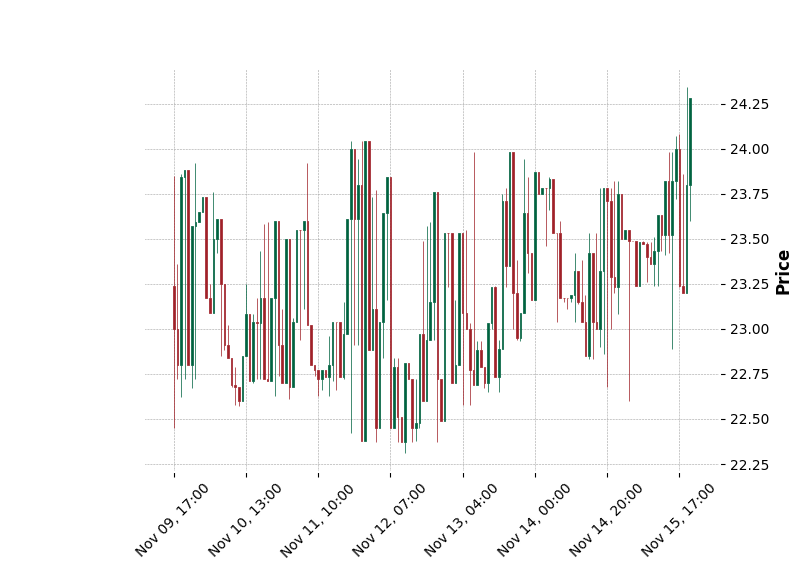 24.25
24.00
23.75
23.50
23.25
23.00
22.75
22.50
22.25
Price
Nov 09, 17:00
Nov 10, 13:00
Nov 11, 10:00
Nov 12, 07:00
Nov 13, 04:00
Nov 14, 00:00
Nov 14, 20:00
Nov 15, 17:00